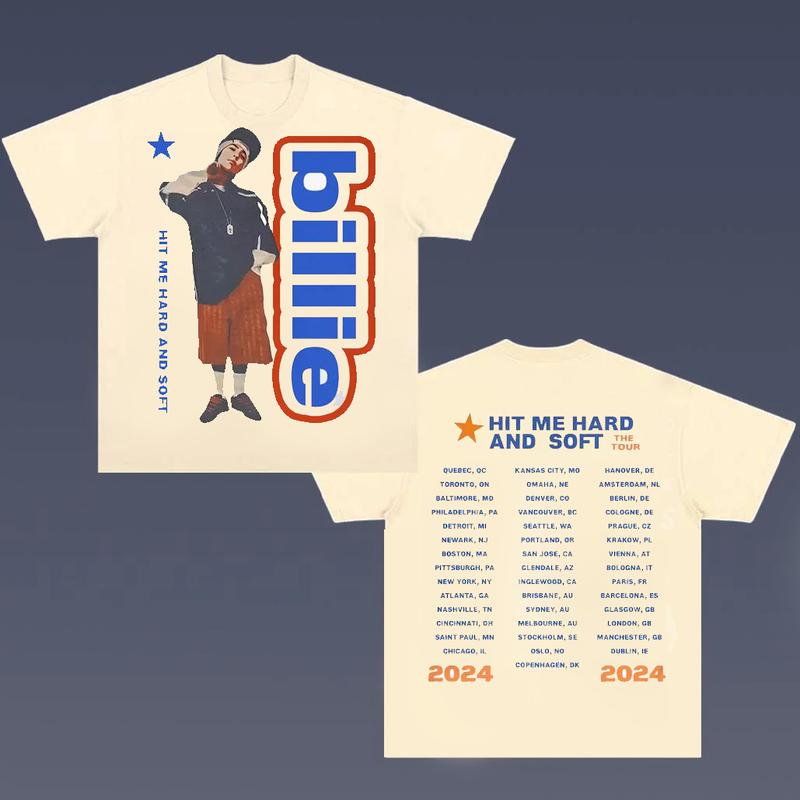 HIT ME HARD AND SOFT
billie
HIT ME HARD
AND SOFT THE TOUR
QUEBEC, QC
TORONTO, ON
BALTIMORE, MD
PHILADELPHIA, PA
DETROIT, MI
NEWARK, NJ
BOSTON, MA
PITTSBURGH, PA
NEW YORK, NY
ATLANTA, GA
NASHVILLE, TN
CINCINATI, OH
SAINT PAUL, MN
CHICAGO, IL
2024
KANSAS CITY, MO
OMAHA, NE
DENVER, CO
VANCOUVER, BC
SEATTLE, WA
PORTLAND, OR
SAN JOSE, CA
GLENDALE, AZ
INGLEWOOD, CA
BRISBANE, AU
SYDNEY, AU
MELBOURNE, AU
STOCKHOLM, SE
OSLO, NO
COPENHAGEN, DK
HANOVER, DE
AMSTERDAM, NL
BERLIN, DE
COLOGNE, DE
PRAGUE, CZ
KRAKOW, PL
VIENNA, AT
BOLOGNA, IT
PARIS, FR
BARCELONA, ES
GLASGOW, GB
LONDON, GB
MANCHESTER, GB
DUBLIN, IE
2024